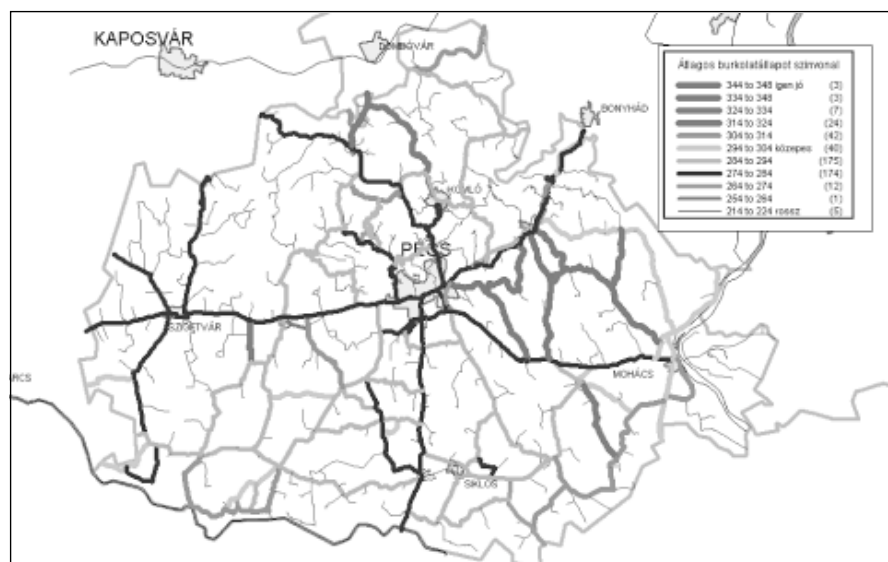 KAPOSVÁR
DOMBÓVÁR
Átlagos burkolatállapot színvonal
344 to 348 igen jó (3)
334 to 348 (3)
324 to 334 (7)
314 to 324 (24)
304 to 314 (42)
294 to 304 közepes (40)
284 to 294 (175)
274 to 284 (174)
264 to 274 (12)
254 to 264 (1)
214 to 224 rossz (5)
BONYHÁD
KOMLÓ
PÉCS
SZIGETVÁR
MOHÁCS
ARCS
SIKLÓS